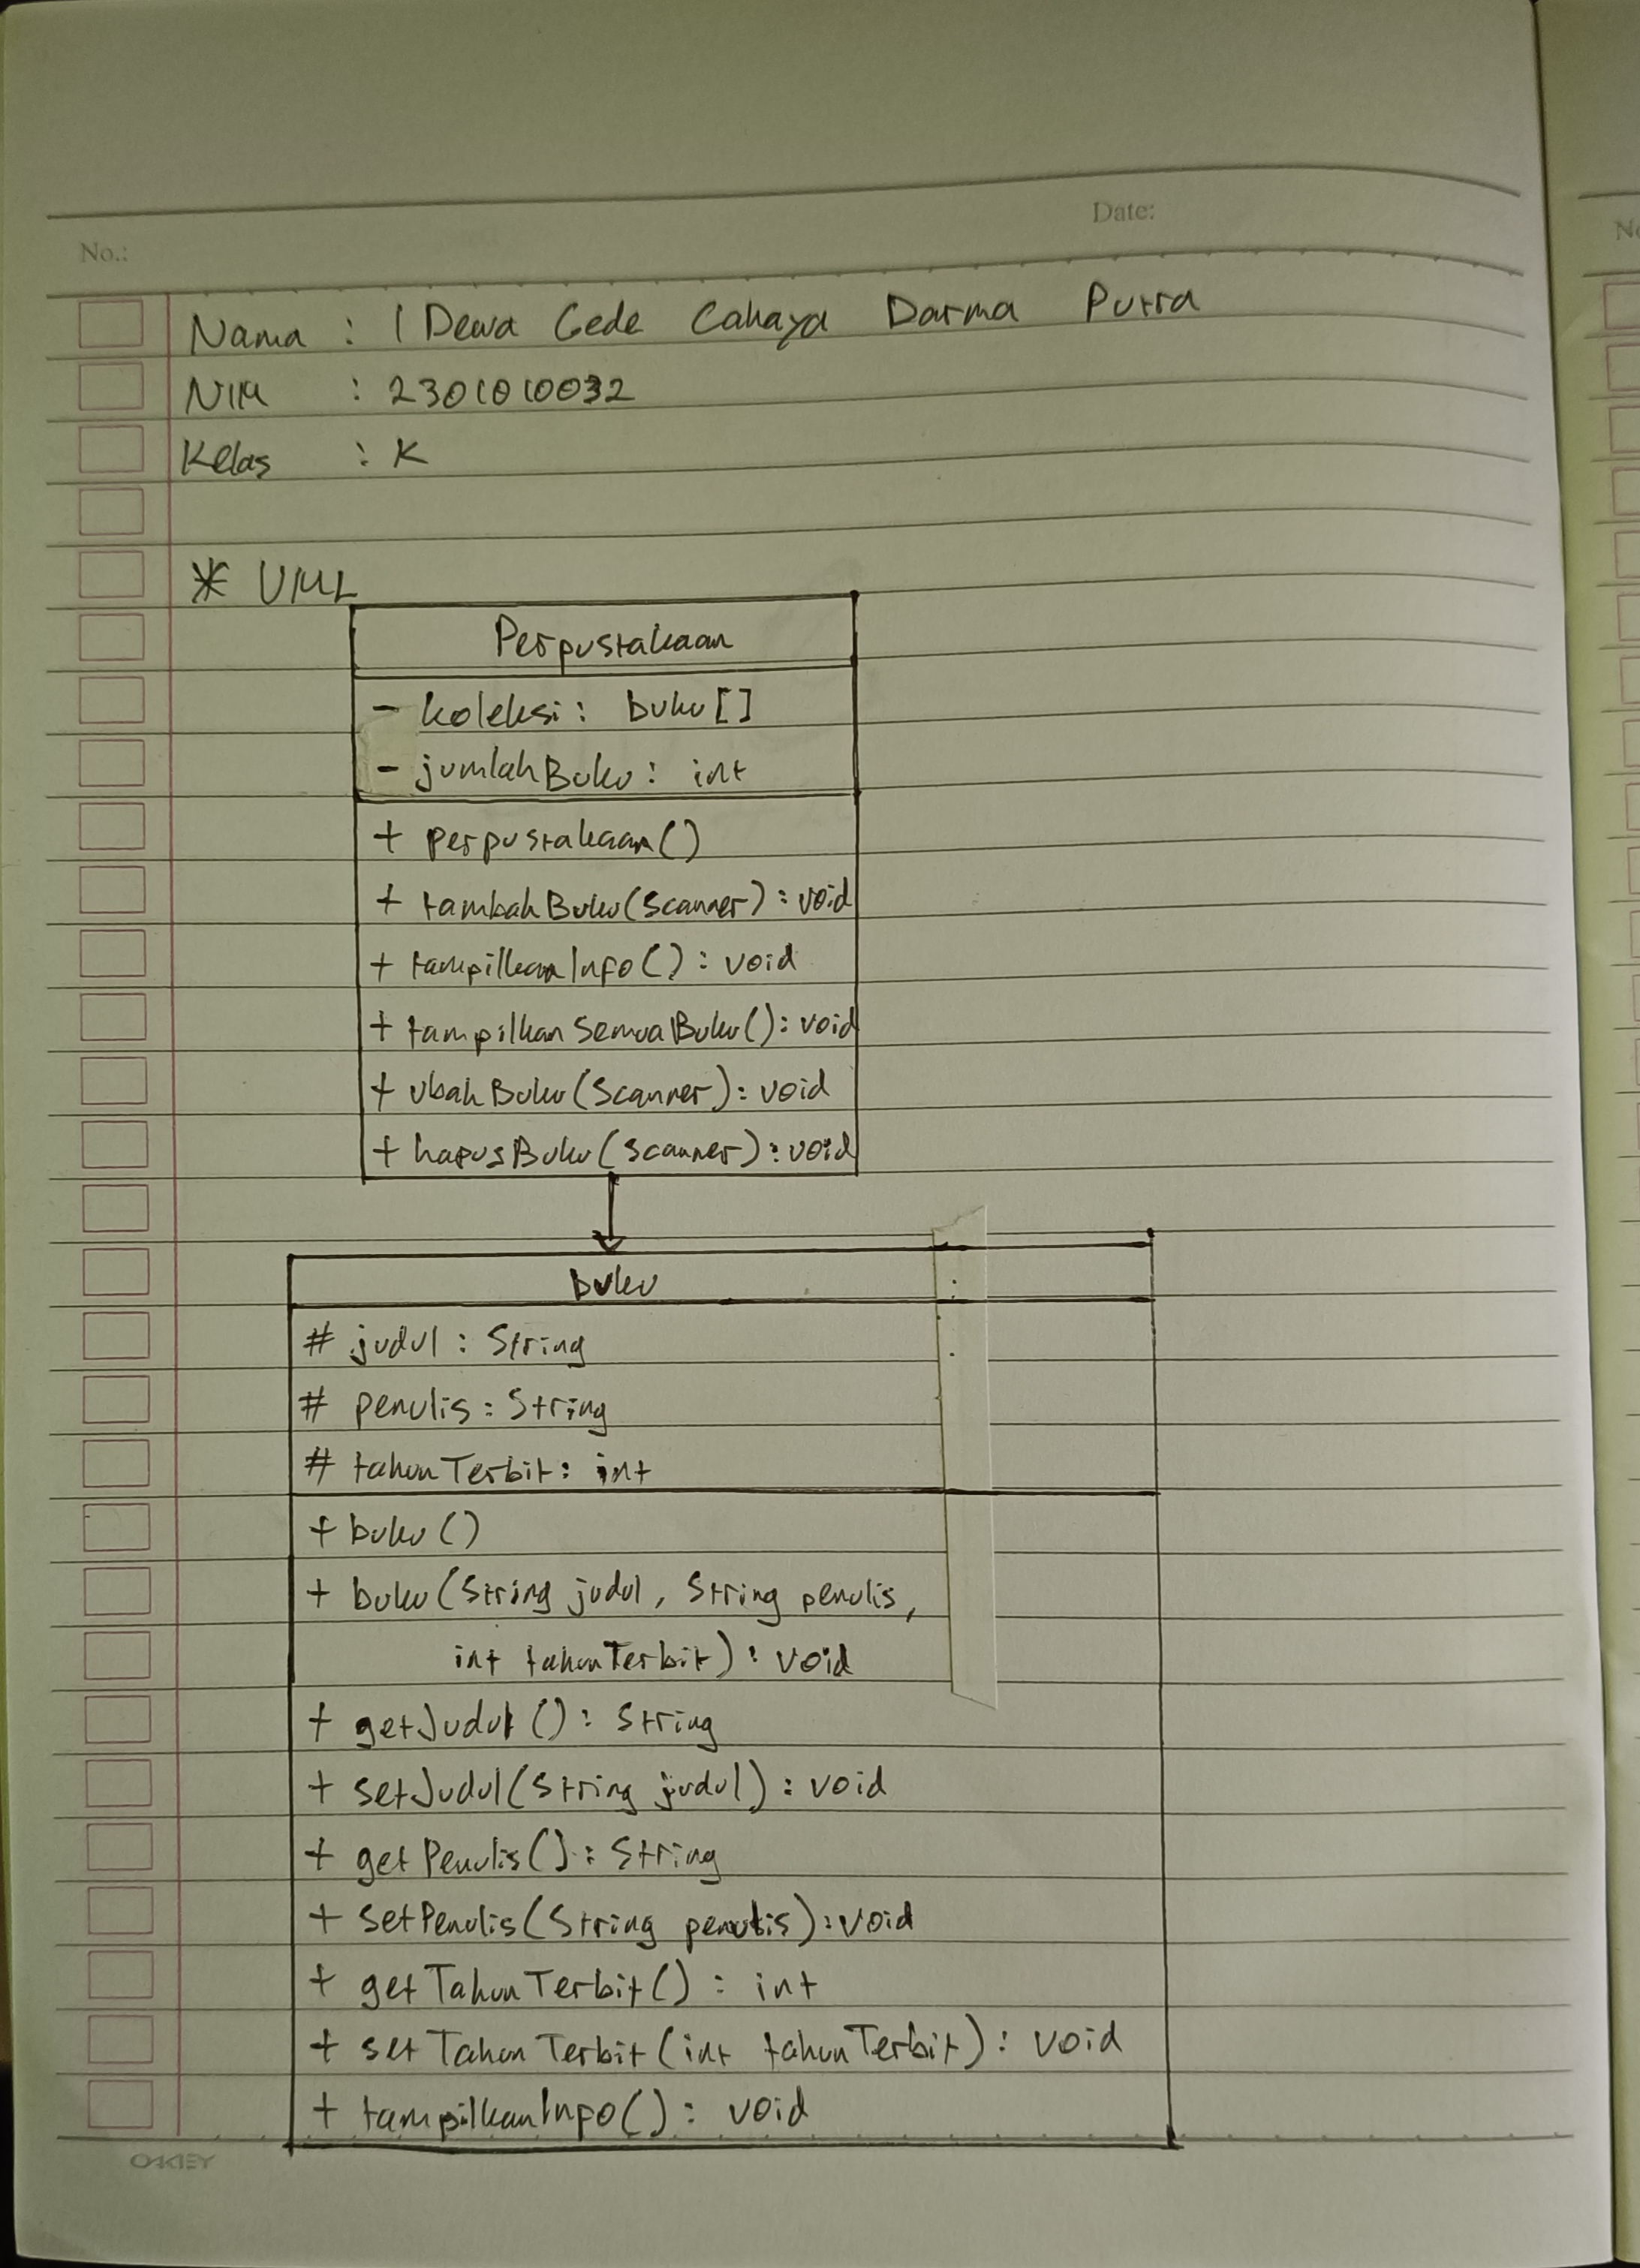 Date:
No.:
Nama : I Dewa Gede Cahaya Darma Putra
NIM : 2301010032
Kelas : K
* UML
Perpustakaan
- koleksi: buku[]
- jumlahBuku: int
+ perpustakaan()
+ tambahBuku(Scanner): void
+ tampilkanInfo(): void
+ tampilkanSemuaBuku(): void
+ ubahBuku(Scanner): void
+ hapusBuku(Scanner): void
buku
# judul: String
# penulis: String
# tahunTerbit: int
+ buku()
+ buku(String judul, String penulis,
int tahunTerbit): void
+ getJudul(): String
+ setJudul(String judul): void
+ getPenulis(): String
+ setPenulis(String penulis): void
+ getTahunTerbit(): int
+ setTahunTerbit(int tahunTerbit): void
+ tampilkanInfo(): void
OAKLEY